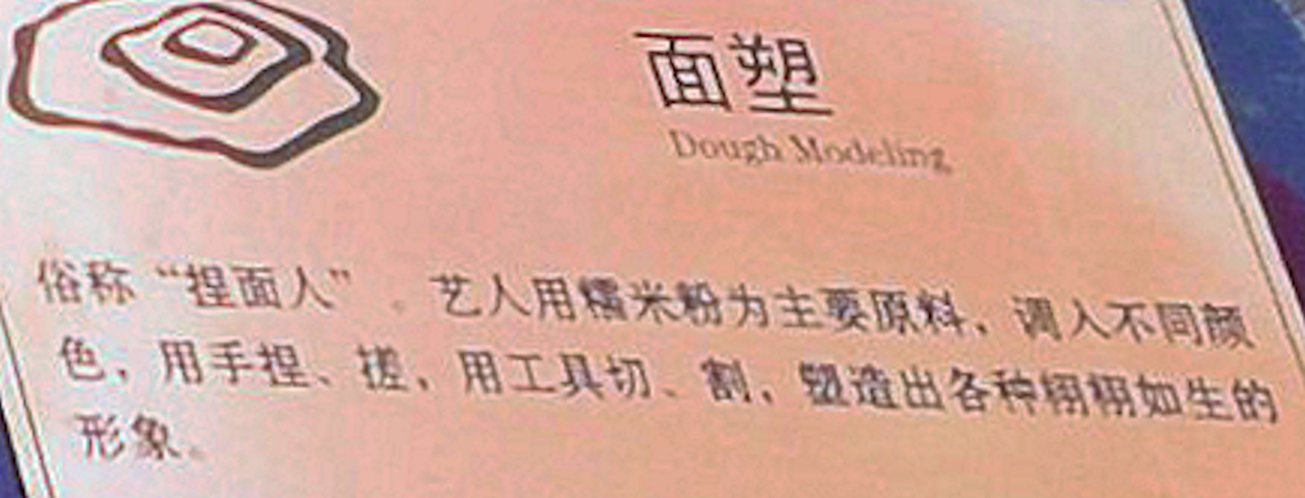 面塑
Dough Modeling
俗称“捏面人”。艺人用糯米粉为主要原料，调入不同颜
色，用手捏、搓，用工具切、割，塑造出各种栩栩如生的
形象。